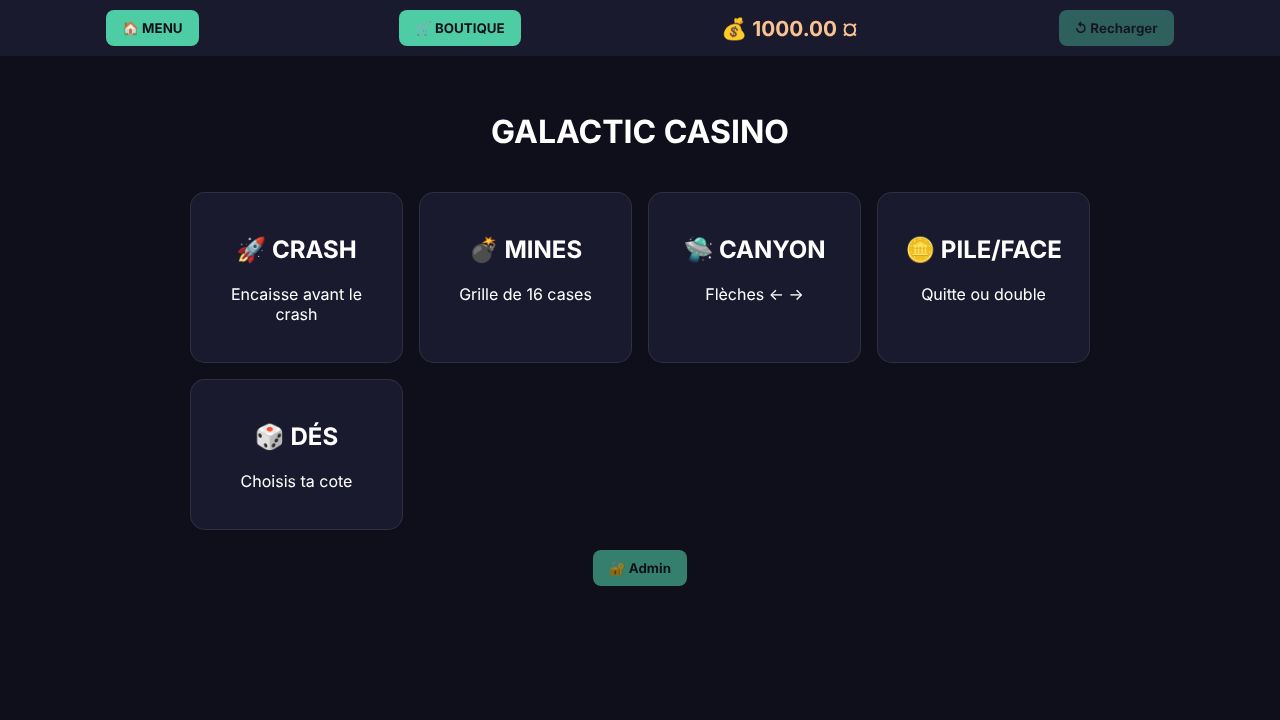 🏠 MENU
🛒 BOUTIQUE
💰 1000.00 ¤
↺ Recharger
GALACTIC CASINO
🚀 CRASH
Encaisse avant le
crash
💣 MINES
Grille de 16 cases
🛸 CANYON
Flèches ← →
🪙 PILE/FACE
Quitte ou double
🎲 DÉS
Choisis ta cote
🔐 Admin